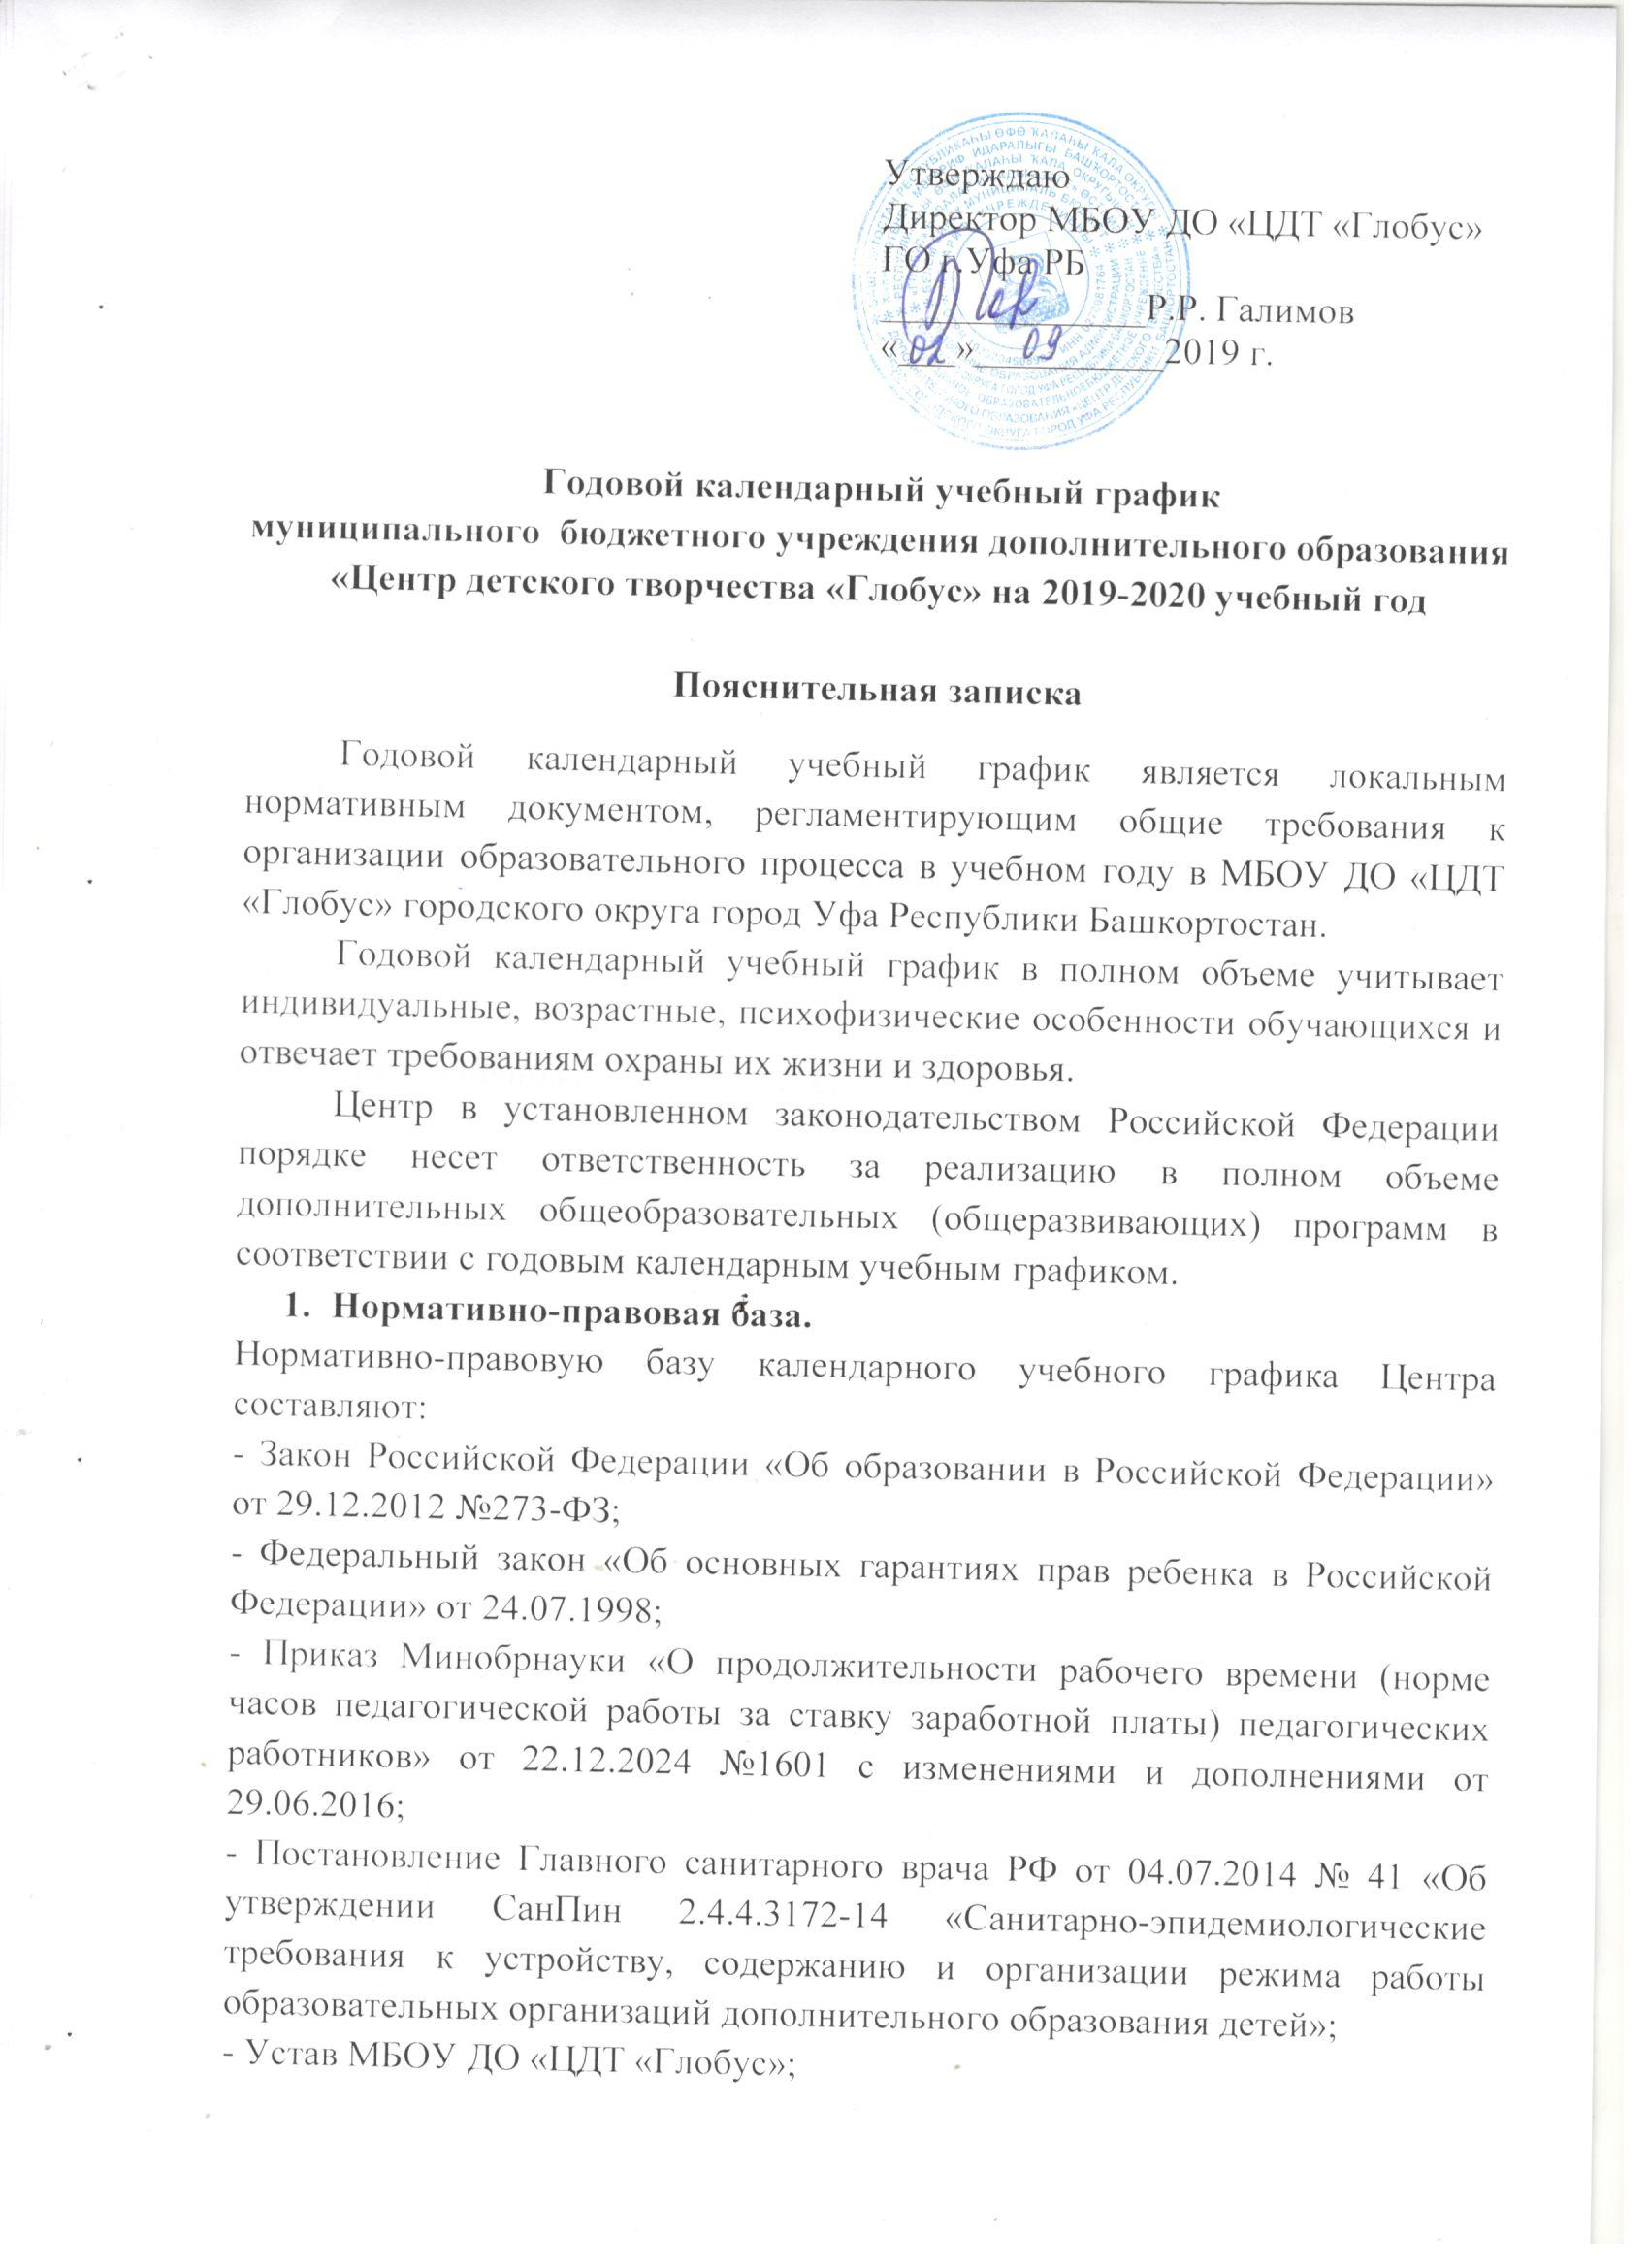 Утверждаю
Директор МБОУ ДО «ЦДТ «Глобус»
ГО г.Уфа РБ
Р.Р. Галимов
« 02 » 09 2019 г.
Годовой календарный учебный график
муниципального бюджетного учреждения дополнительного образования
«Центр детского творчества «Глобус» на 2019-2020 учебный год
Пояснительная записка
Годовой календарный учебный график является локальным
нормативным документом, регламентирующим общие требования к
организации образовательного процесса в учебном году в МБОУ ДО «ЦДТ
«Глобус» городского округа город Уфа Республики Башкортостан.
Годовой календарный учебный график в полном объеме учитывает
индивидуальные, возрастные, психофизические особенности обучающихся и
отвечает требованиям охраны их жизни и здоровья.
Центр в установленном законодательством Российской Федерации
порядке несет ответственность за реализацию в полном объеме
дополнительных общеобразовательных (общеразвивающих) программ в
соответствии с годовым календарным учебным графиком.
1. Нормативно-правовая база.
Нормативно-правовую базу календарного учебного графика Центра
составляют:
- Закон Российской Федерации «Об образовании в Российской Федерации»
от 29.12.2012 №273-ФЗ;
- Федеральный закон «Об основных гарантиях прав ребенка в Российской
Федерации» от 24.07.1998;
- Приказ Минобрнауки «О продолжительности рабочего времени (норме
часов педагогической работы за ставку заработной платы) педагогических
работников» от 22.12.2024 №1601 с изменениями и дополнениями от
29.06.2016;
- Постановление Главного санитарного врача РФ от 04.07.2014 № 41 «Об
утверждении СанПин 2.4.4.3172-14 «Санитарно-эпидемиологические
требования к устройству, содержанию и организации режима работы
образовательных организаций дополнительного образования детей»;
- Устав МБОУ ДО «ЦДТ «Глобус»;